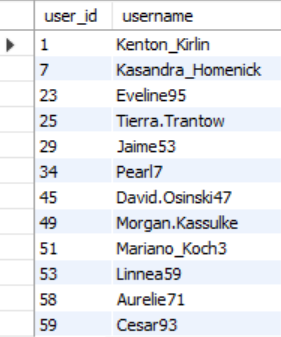 user_id username
1 Kenton_Kirlin
7 Kasandra_Homenick
23 Eveline95
25 Tierra.Trantow
29 Jaime53
34 Pearl7
45 David.Osinski47
49 Morgan.Kassulke
51 Mariano_Koch3
53 Linnea59
58 Aurelie71
59 Cesar93